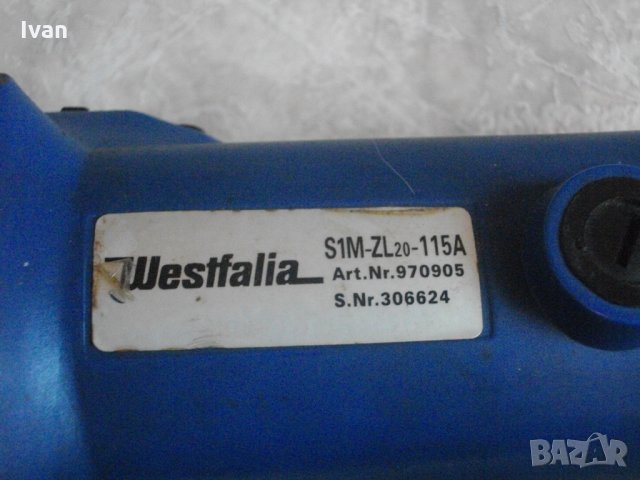 Ivan
Westfalia
S1M-ZL20-115A
Art.Nr.970905
S.Nr.306624
BAZAR